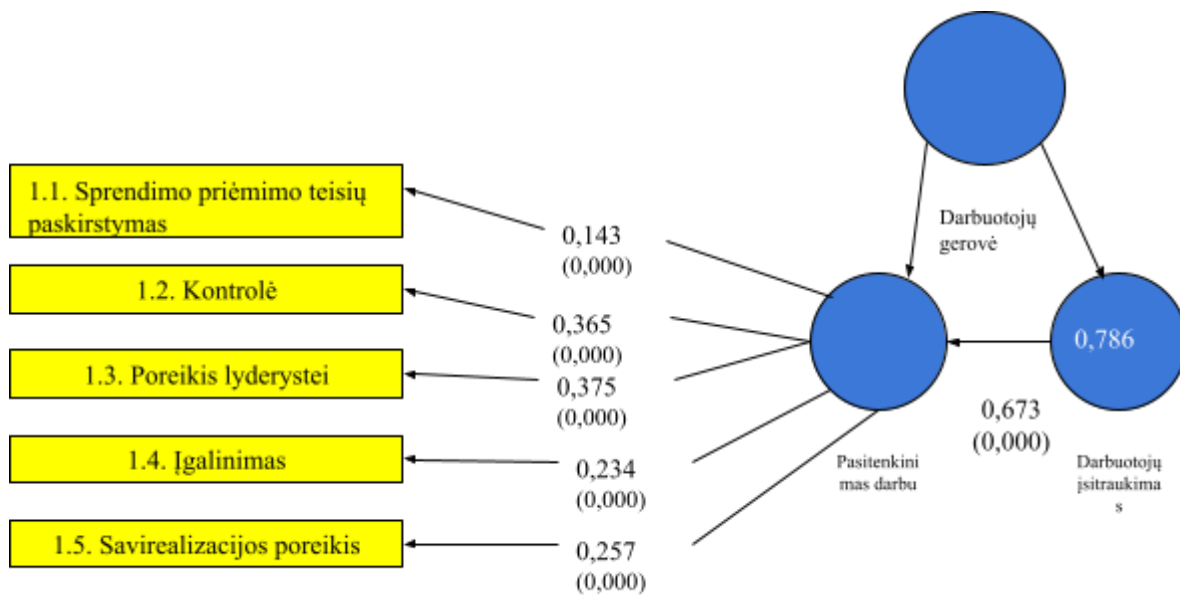 1.1. Sprendimo priėmimo teisių
paskirstymas
0,143
(0,000)
1.2. Kontrolė
0,365
(0,000)
1.3. Poreikis lyderystei
0,375
(0,000)
1.4. Įgalinimas
0,234
(0,000)
1.5. Savirealizacijos poreikis
0,257
(0,000)
Darbuotojų
gerovė
0,786
0,673
(0,000)
Pasitenkini
mas darbu
Darbuotojų
įsitraukima
s